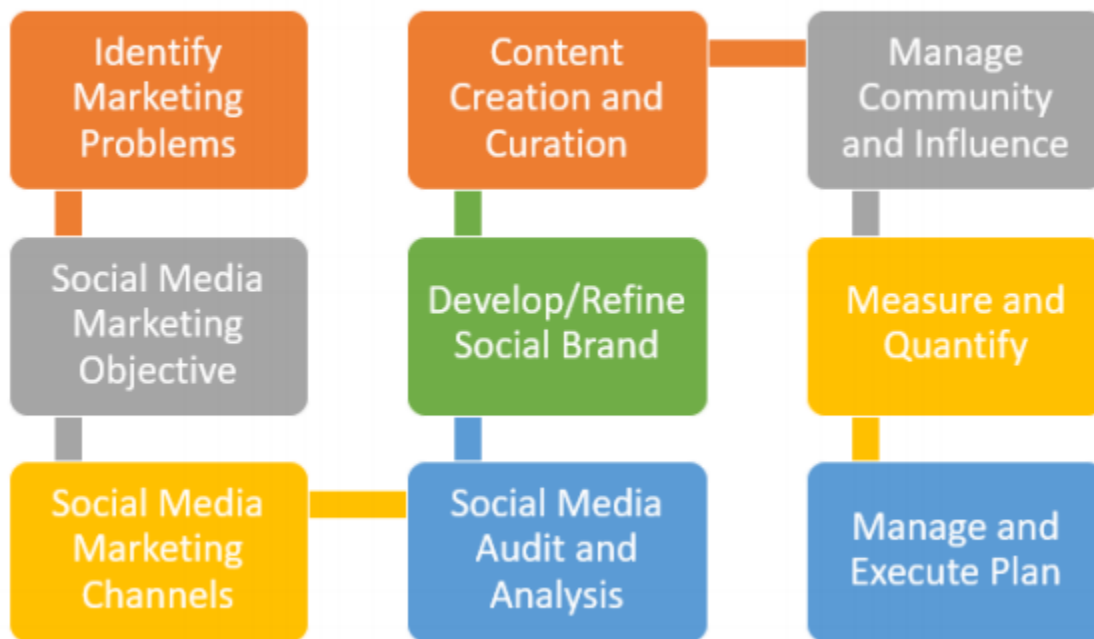 Identify
Marketing
Problems
Social Media
Marketing
Objective
Social Media
Marketing
Channels
Social Media
Audit and
Analysis
Develop/Refine
Social Brand
Content
Creation and
Curation
Manage
Community
and Influence
Measure and
Quantify
Manage and
Execute Plan